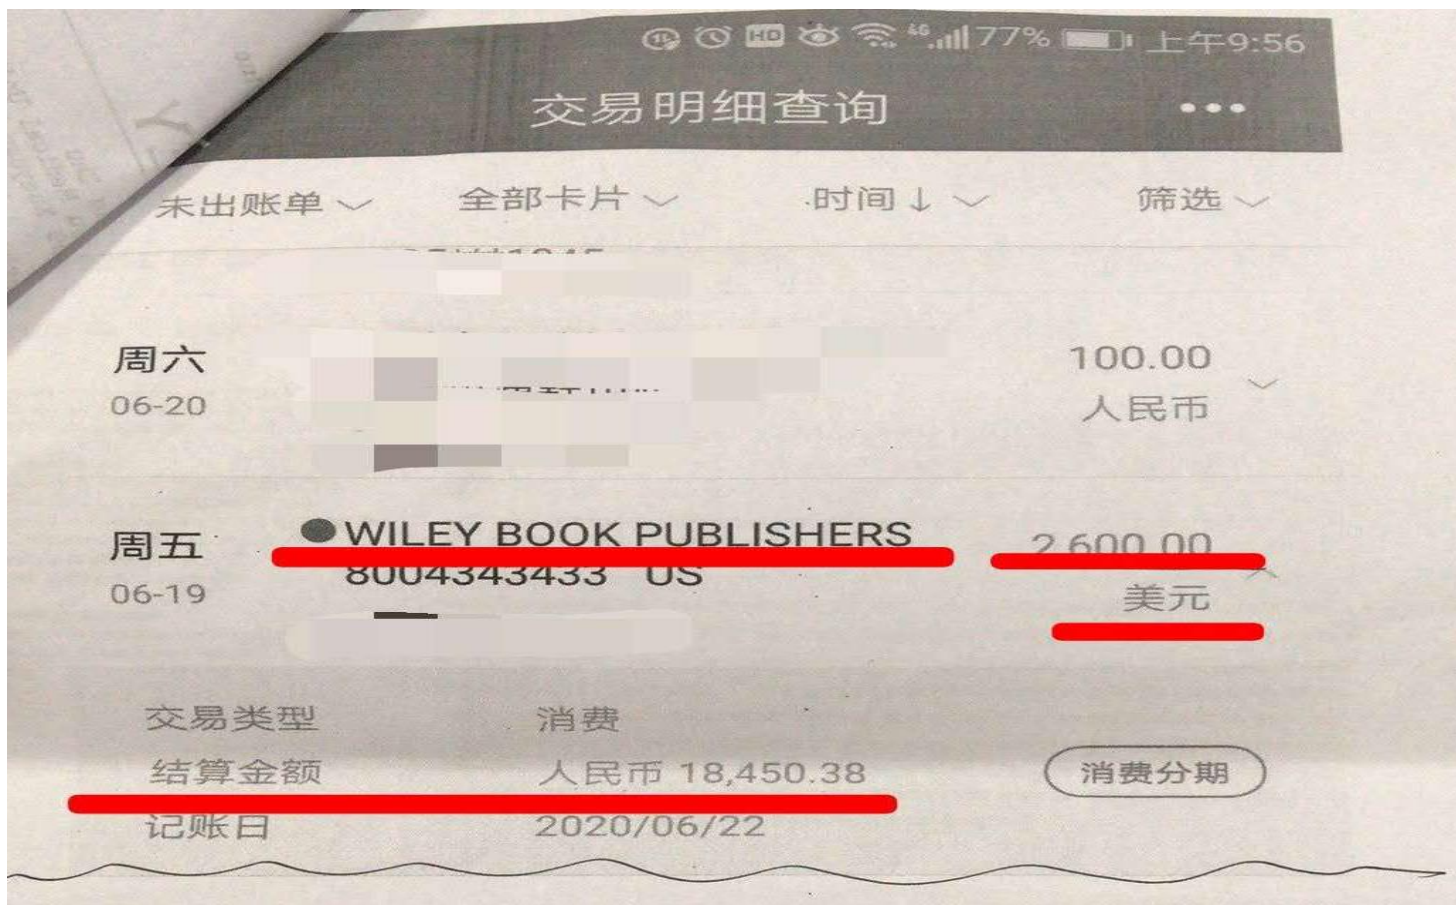 4G 77% 上午9:56
交易明细查询
未出账单 全部卡片 时间↓ 筛选
周六 100.00
06-20 人民币
周五 WILEY BOOK PUBLISHERS 2,600.00
8004343433 US
06-19 美元
交易类型 消费
结算金额 人民币 18,450.38 消费分期
记账日 2020/06/22